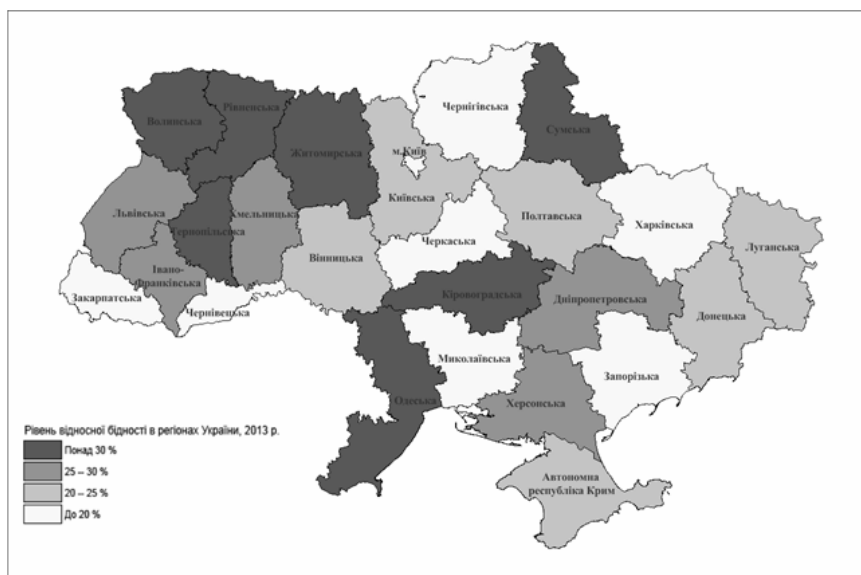 Чернігівська
Волинська
Рівненська
Сумська
Житомирська
м.Київ
Київська
Львівська
Хмельницька
Тернопільська
Полтавська
Харківська
Луганська
Черкаська
Вінницька
Івано-
Франківська
Закарпатська
Чернівецька
Кіровоградська
Дніпропетровська
Донецька
Миколаївська
Запорізька
Одеська
Херсонська
Автономна
республіка Крим
Рівень відносної бідності в регіонах України, 2013 р.
Понад 30 %
25 – 30 %
20 – 25 %
До 20 %